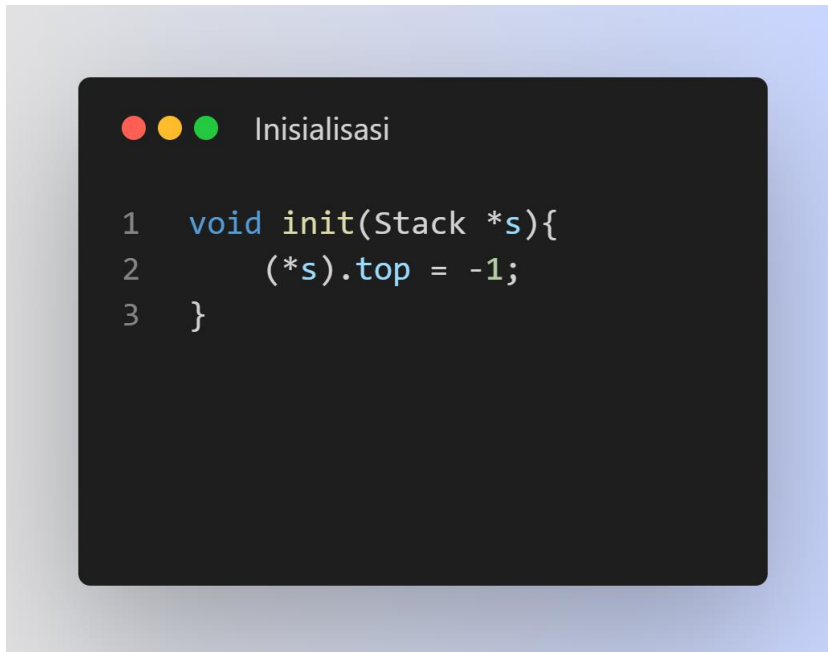 Inisialisasi
1 void init(Stack *s){
2     (*s).top = -1;
3 }